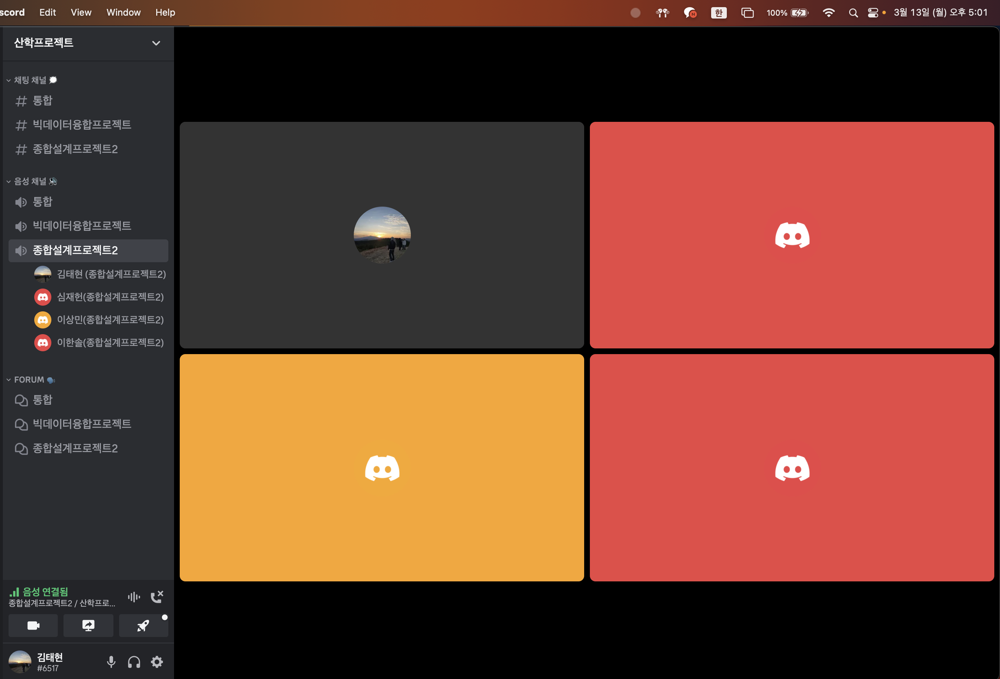 scord Edit View Window Help 한 100% 3월 13일 (월) 오후 5:01
산학프로젝트
채팅 채널
통합
빅데이터융합프로젝트
종합설계프로젝트2
음성 채널
통합
빅데이터융합프로젝트
종합설계프로젝트2
김태현 (종합설계프로젝트2)
심재헌(종합설계프로젝트2)
이상민(종합설계프로젝트2)
이한솔(종합설계프로젝트2)
FORUM
통합
빅데이터융합프로젝트
종합설계프로젝트2
음성 연결됨
종합설계프로젝트2 / 산학프로...
김태현
#6517